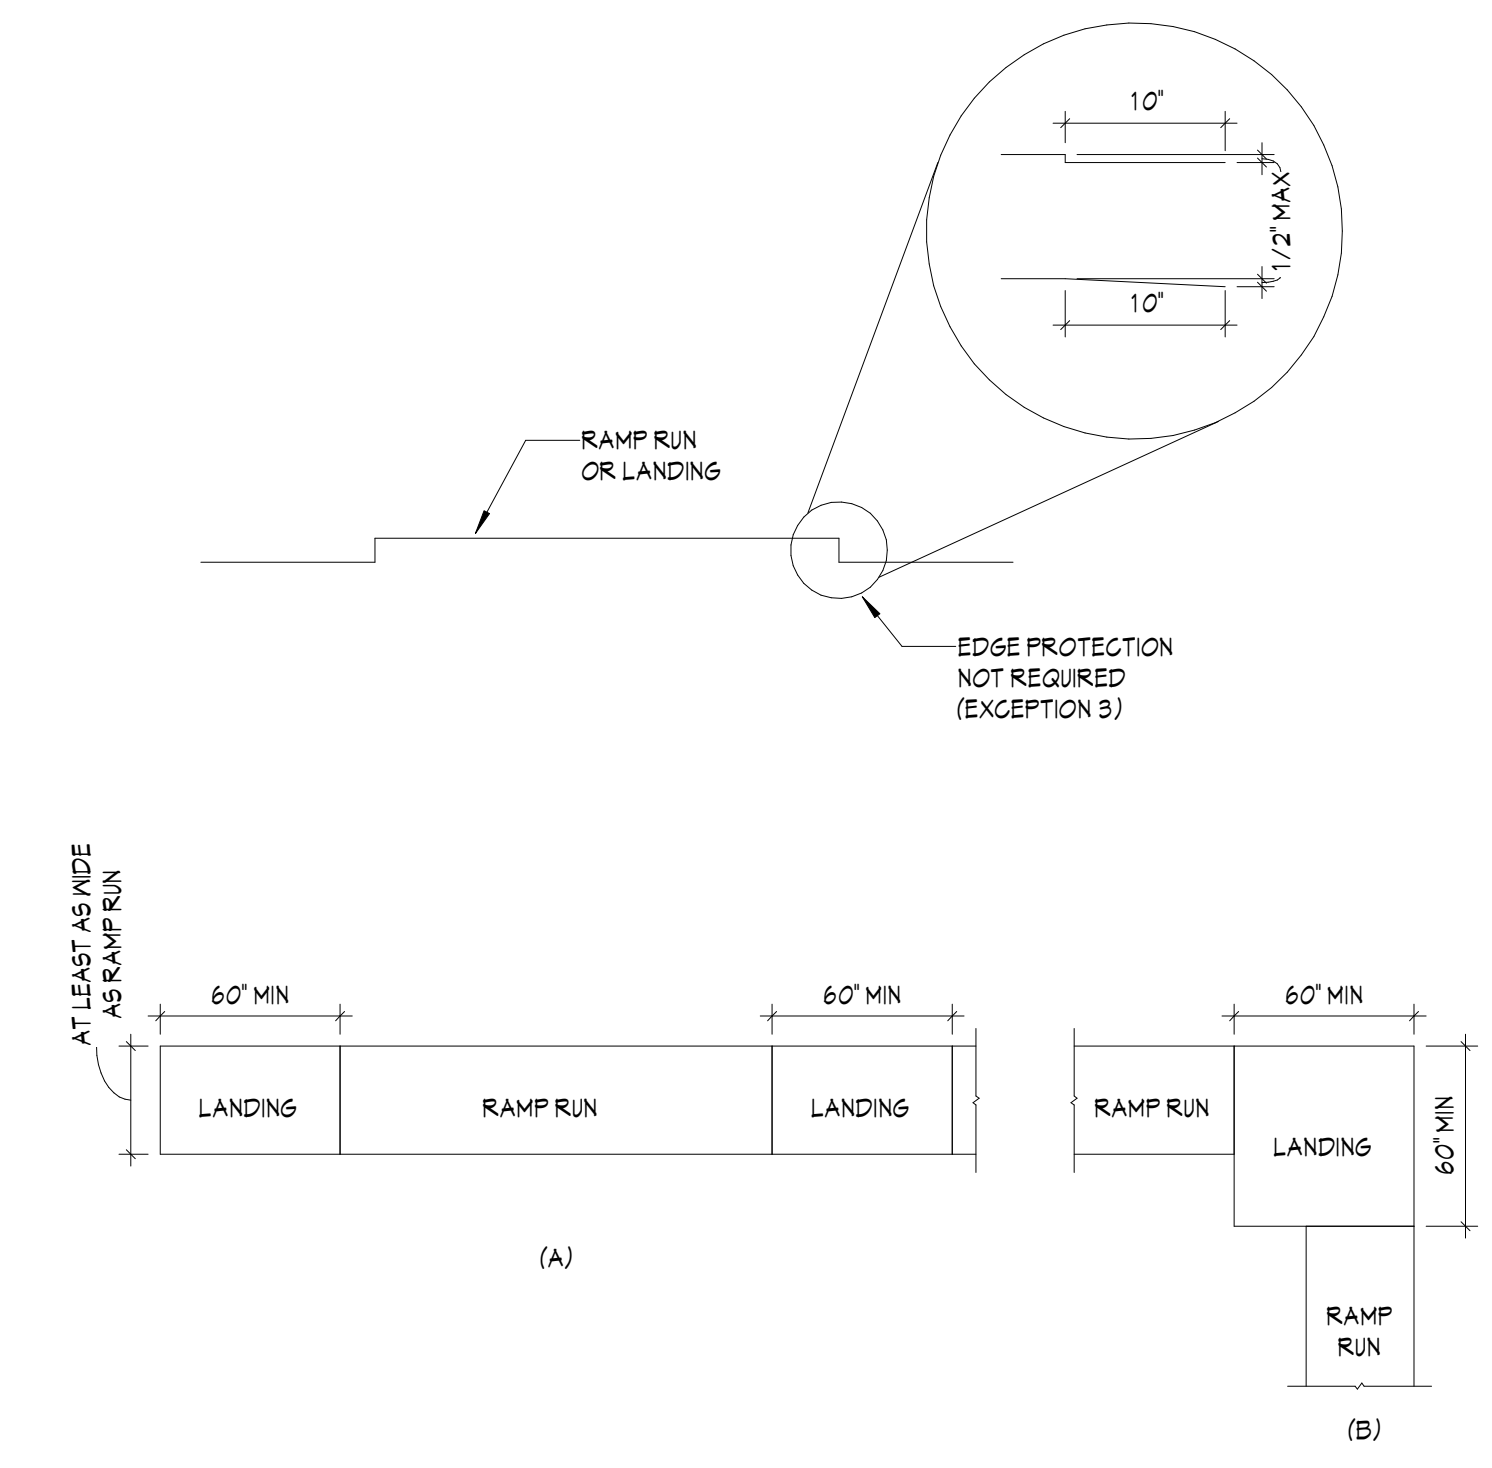 10"
1/2" MAX
10"
RAMP RUN
OR LANDING
EDGE PROTECTION
NOT REQUIRED
(EXCEPTION 3)
AT LEAST AS WIDE
AS RAMP RUN
60" MIN
60" MIN
60" MIN
LANDING
RAMP RUN
LANDING
RAMP RUN
LANDING
60" MIN
(A)
RAMP
RUN
(B)